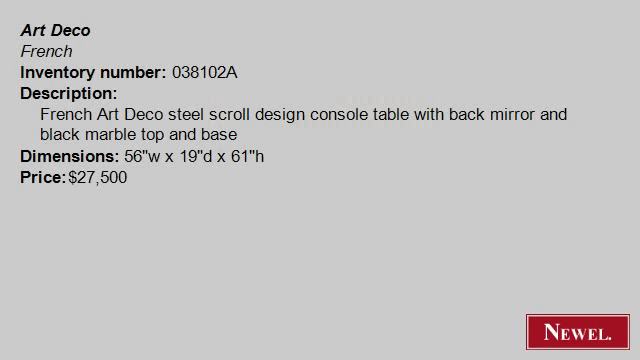 Art Deco
French
Inventory number: 038102A
Description:
French Art Deco steel scroll design console table with back mirror and
black marble top and base
Dimensions: 56"w x 19"d x 61"h
Price:$27,500
NEWEL.